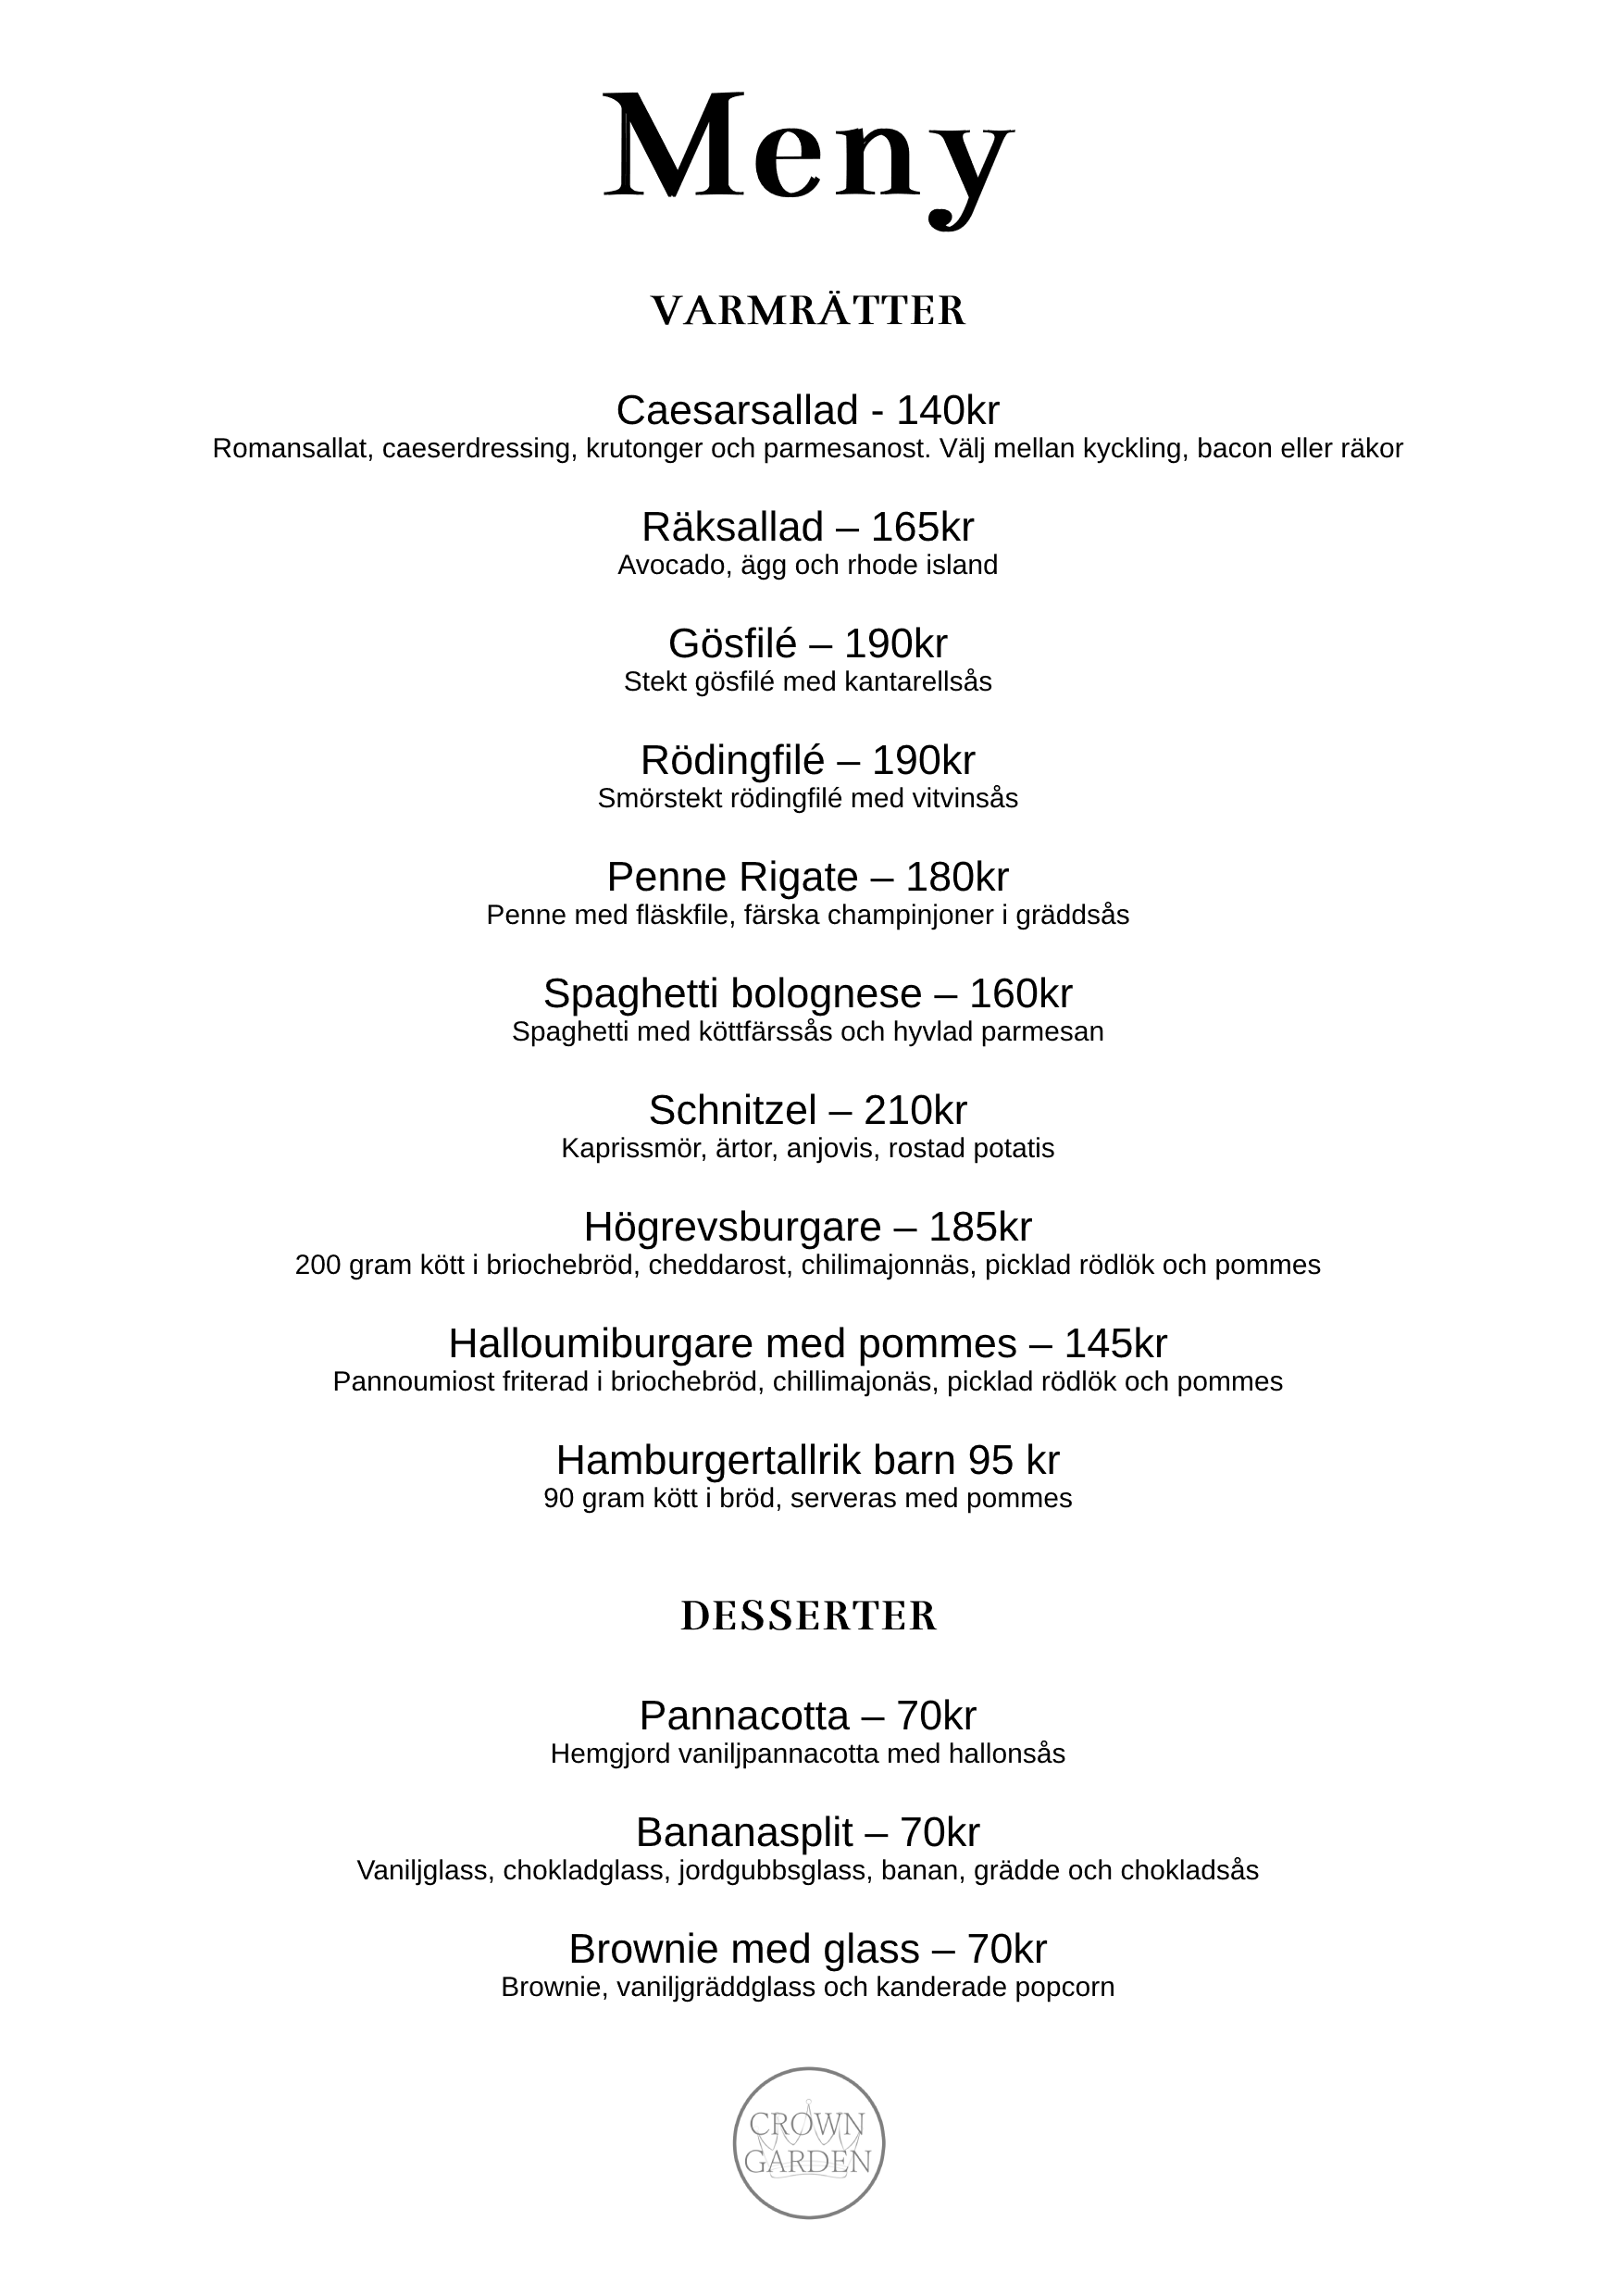 Meny
VARMRÄTTER
Caesarsallad - 140kr
Romansallat, caeserdressing, krutonger och parmesanost. Välj mellan kyckling, bacon eller räkor
Räksallad – 165kr
Avocado, ägg och rhode island
Gösfilé – 190kr
Stekt gösfilé med kantarellsås
Rödingfilé – 190kr
Smörstekt rödingfilé med vitvinsås
Penne Rigate – 180kr
Penne med fläskfile, färska champinjoner i gräddsås
Spaghetti bolognese – 160kr
Spaghetti med köttfärssås och hyvlad parmesan
Schnitzel – 210kr
Kaprissmör, ärtor, anjovis, rostad potatis
Högrevsburgare – 185kr
200 gram kött i briochebröd, cheddarost, chilimajonnäs, picklad rödlök och pommes
Halloumiburgare med pommes – 145kr
Pannoumiost friterad i briochebröd, chillimajonäs, picklad rödlök och pommes
Hamburgertallrik barn 95 kr
90 gram kött i bröd, serveras med pommes
DESSERTER
Pannacotta – 70kr
Hemgjord vaniljpannacotta med hallonsås
Bananasplit – 70kr
Vaniljglass, chokladglass, jordgubbsglass, banan, grädde och chokladsås
Brownie med glass – 70kr
Brownie, vaniljgräddglass och kanderade popcorn
CROWN
GARDEN